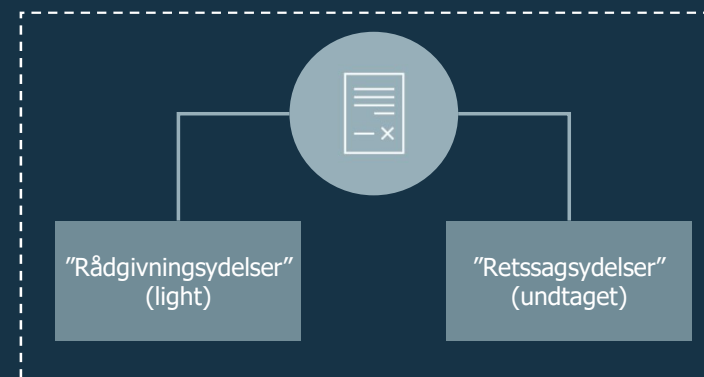 ”Rådgivningsydelser”
(light)
”Retssagsydelser”
(undtaget)